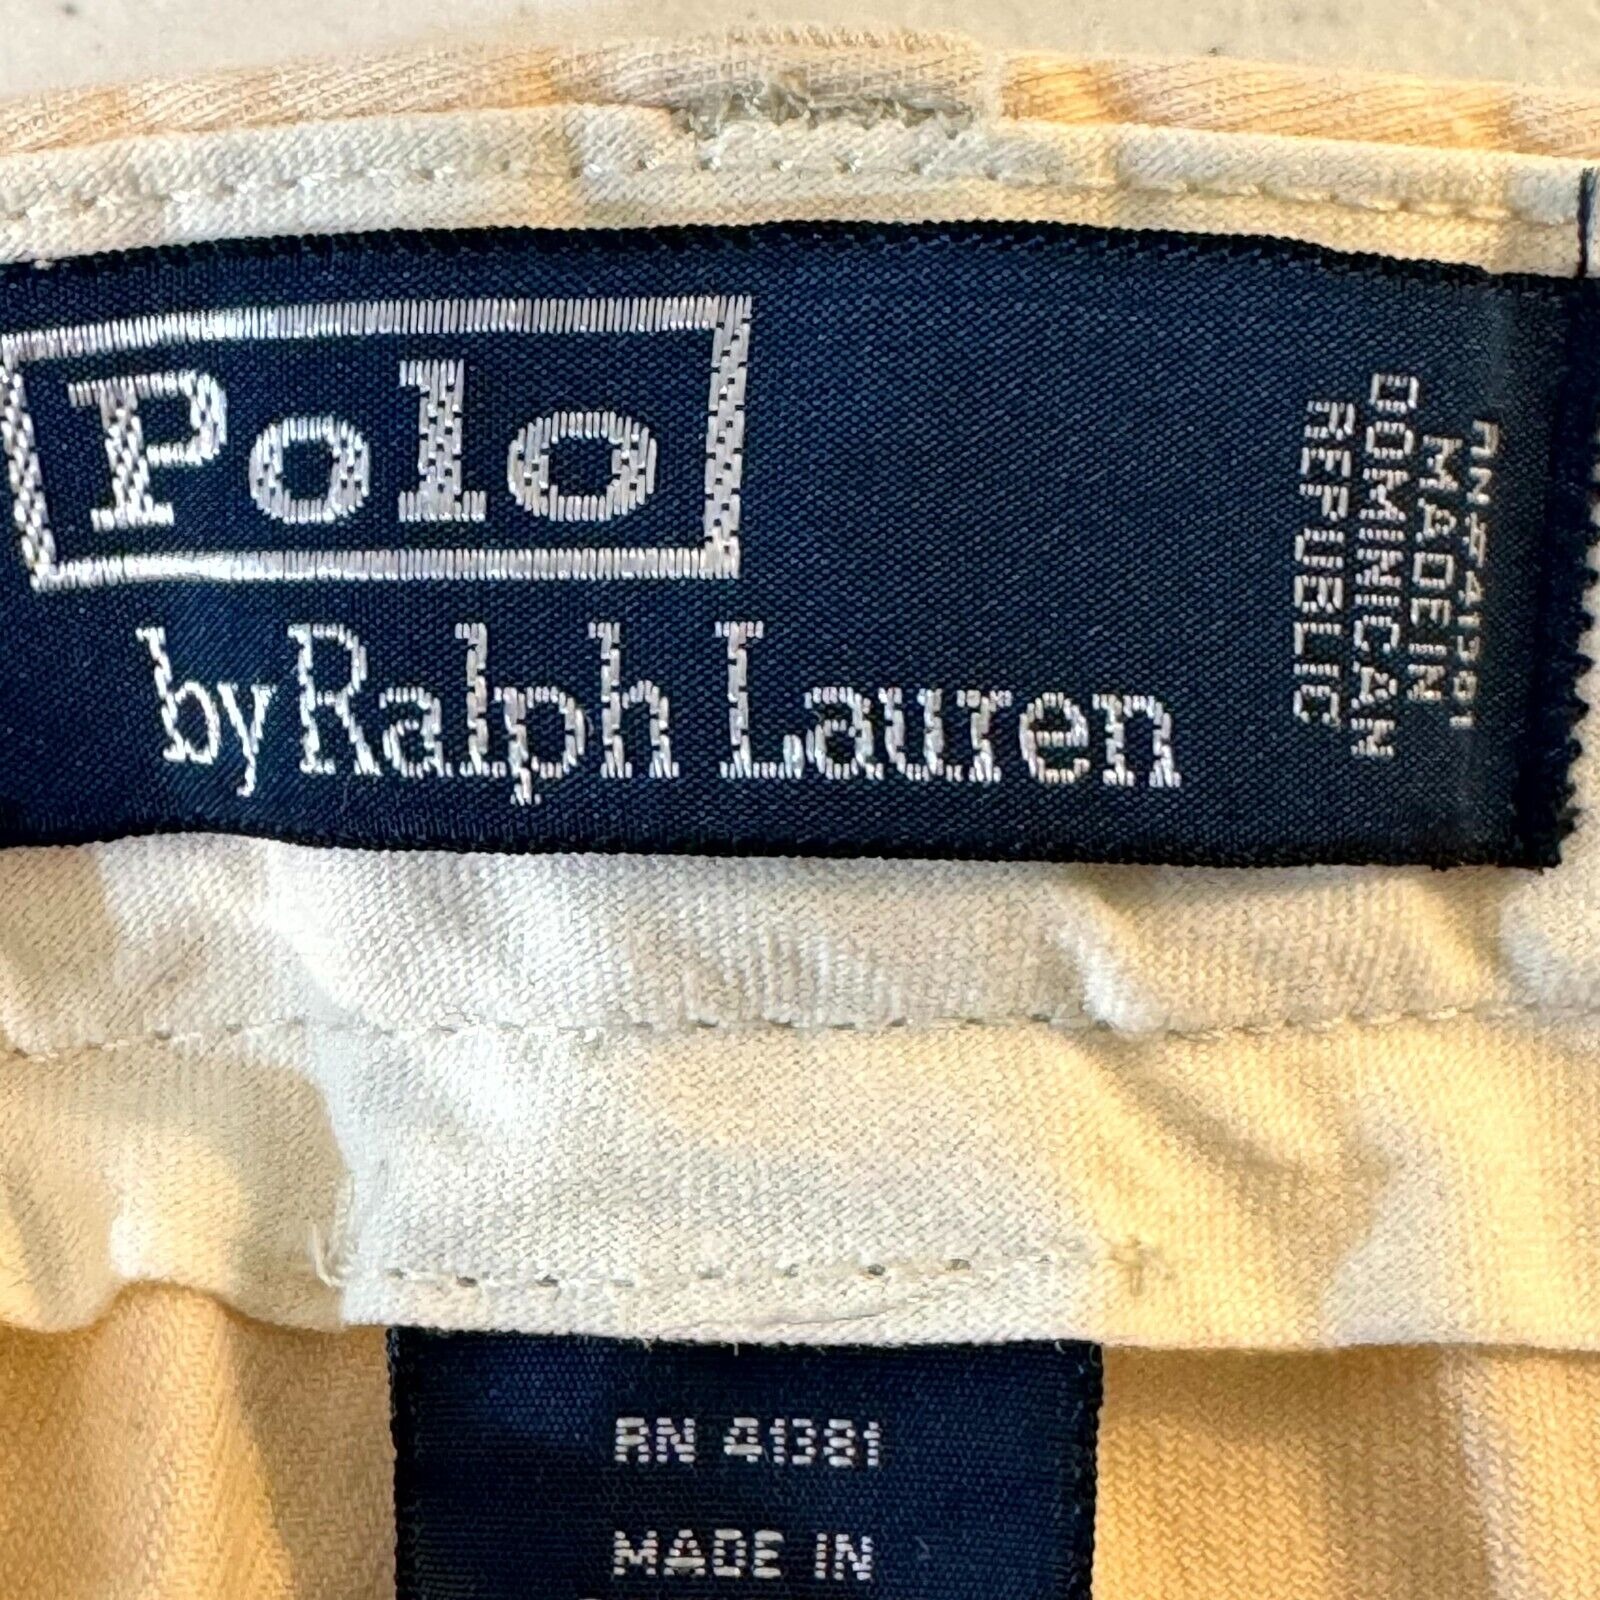 Polo
by Ralph Lauren
RN 41381
MADE IN
DOMINICAN
REPUBLIC
RN 41381
MADE IN